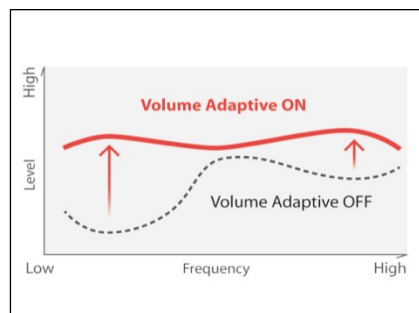 High
Volume Adaptive ON
Level
Volume Adaptive OFF
Low
Frequency
High